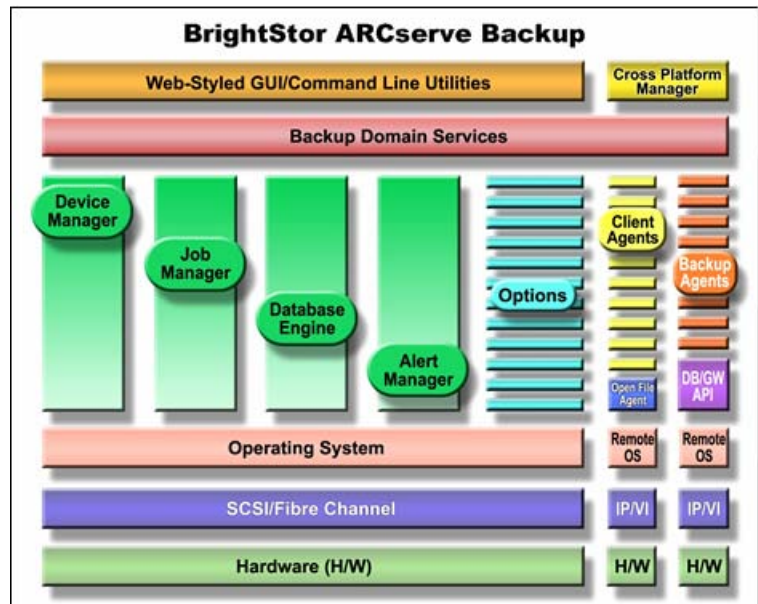 BrightStor ARCserve Backup
Web-Styled GUI/Command Line Utilities
Cross Platform
Manager
Backup Domain Services
Device
Manager
Job
Manager
Database
Engine
Alert
Manager
Options
Client
Agents
Backup
Agents
Open File
Agent
DB/GW
API
Operating System
Remote
OS
Remote
OS
SCSI/Fibre Channel
IP/VI
IP/VI
Hardware (H/W)
H/W
H/W